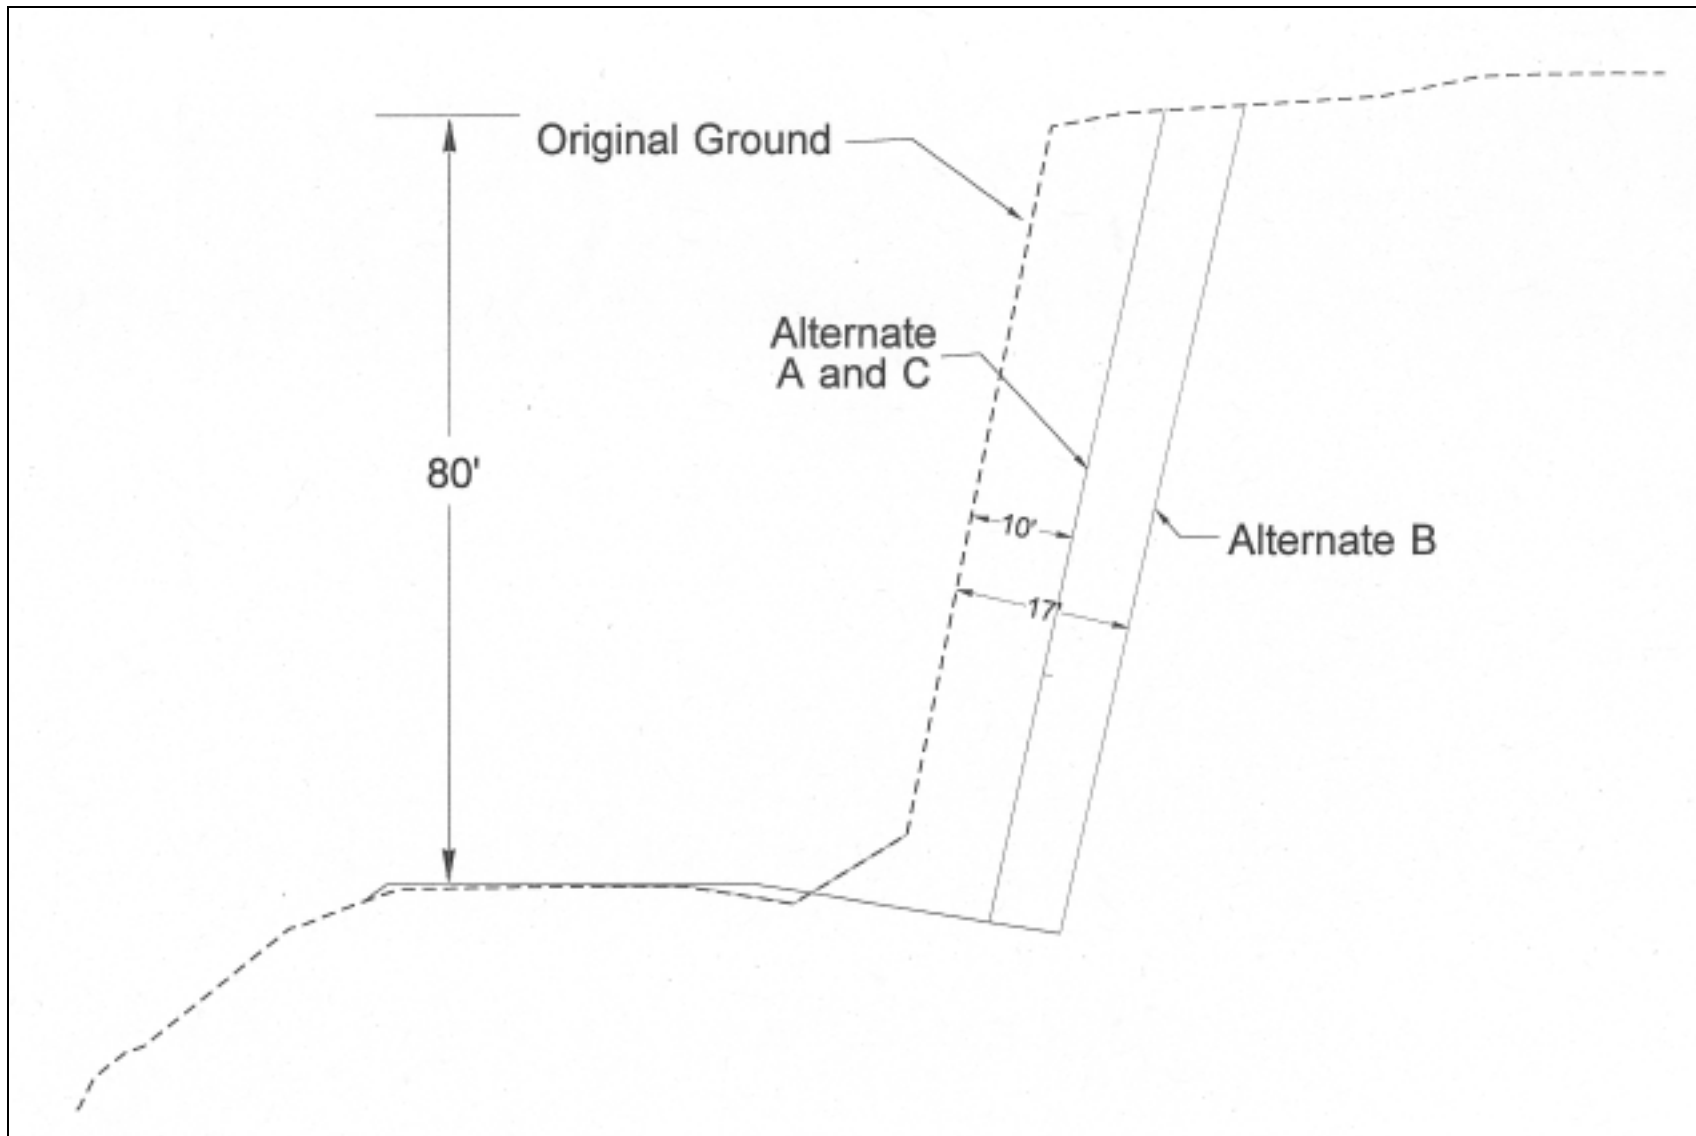 Original Ground
Alternate
A and C
80'
10'
Alternate B
17'